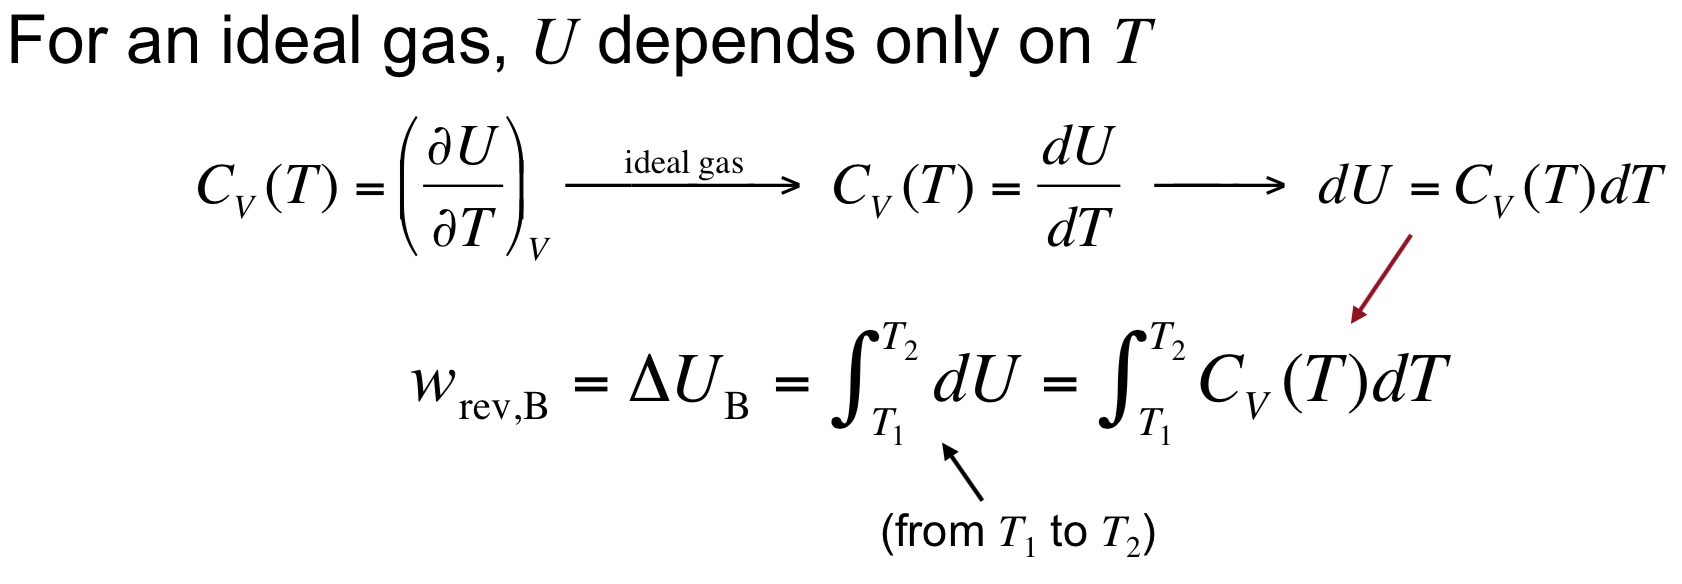 For an ideal gas, U depends only on T
C_V(T) = (∂U/∂T)_V ⟶[ideal gas] C_V(T) = dU/dT ⟶ dU = C_V(T)dT
w_rev,B = ΔU_B = ∫_{T_1}^{T_2} dU = ∫_{T_1}^{T_2} C_V(T)dT
(from T_1 to T_2)